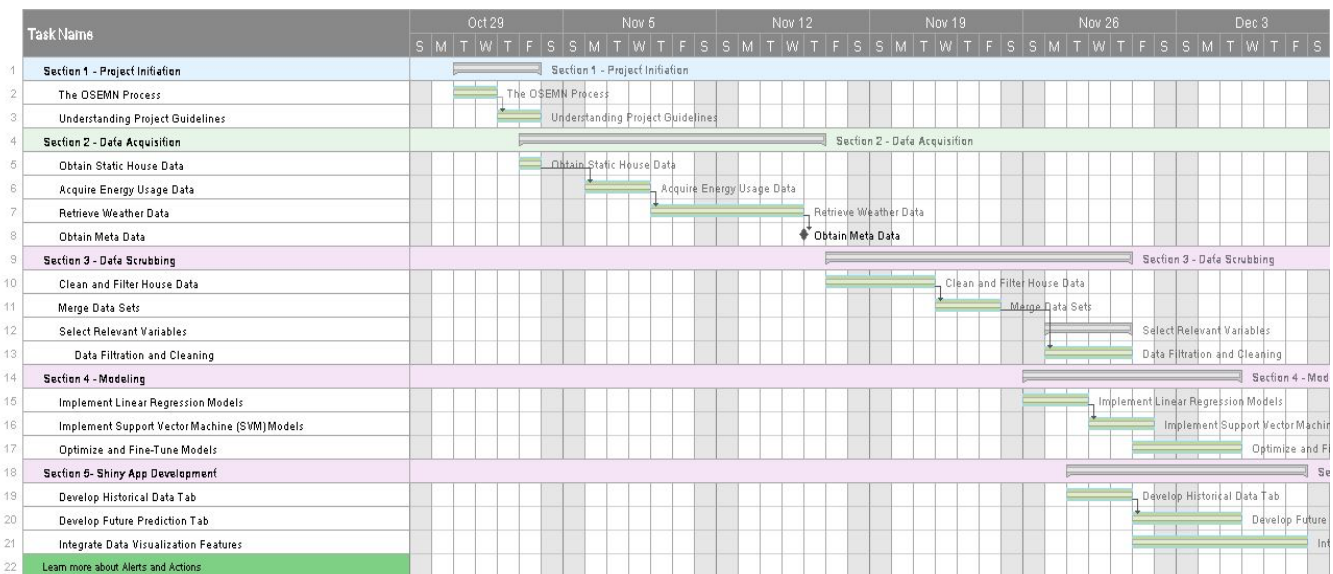 Task Name
Oct 29 Nov 5 Nov 12 Nov 19 Nov 26 Dec 3
S M T W T F S S M T W T F S S M T W T F S S M T W T F S S M T W T F S S M T W T F S
1 Section 1 - Project Initiation Section 1 - Project Initiation
2 The OSEMN Process The OSEMN Process
3 Understanding Project Guidelines Understanding Project Guidelines
4 Section 2 - Data Acquisition Section 2 - Data Acquisition
5 Obtain Static House Data Obtain Static House Data
6 Acquire Energy Usage Data Acquire Energy Usage Data
7 Retrieve Weather Data Retrieve Weather Data
8 Obtain Meta Data Obtain Meta Data
9 Section 3 - Data Scrubbing Section 3 - Data Scrubbing
10 Clean and Filter House Data Clean and Filter House Data
11 Merge Data Sets Merge Data Sets
12 Select Relevant Variables Select Relevant Variables
13 Data Filtration and Cleaning Data Filtration and Cleaning
14 Section 4 - Modeling Section 4 - Mod
15 Implement Linear Regression Models Implement Linear Regression Models
16 Implement Support Vector Machine (SVM) Models Implement Support Vector Machin
17 Optimize and Fine-Tune Models Optimize and Fi
18 Section 5- Shiny App Development Se
19 Develop Historical Data Tab Develop Historical Data Tab
20 Develop Future Prediction Tab Develop Future
21 Integrate Data Visualization Features Int
22 Learn more about Alerts and Actions